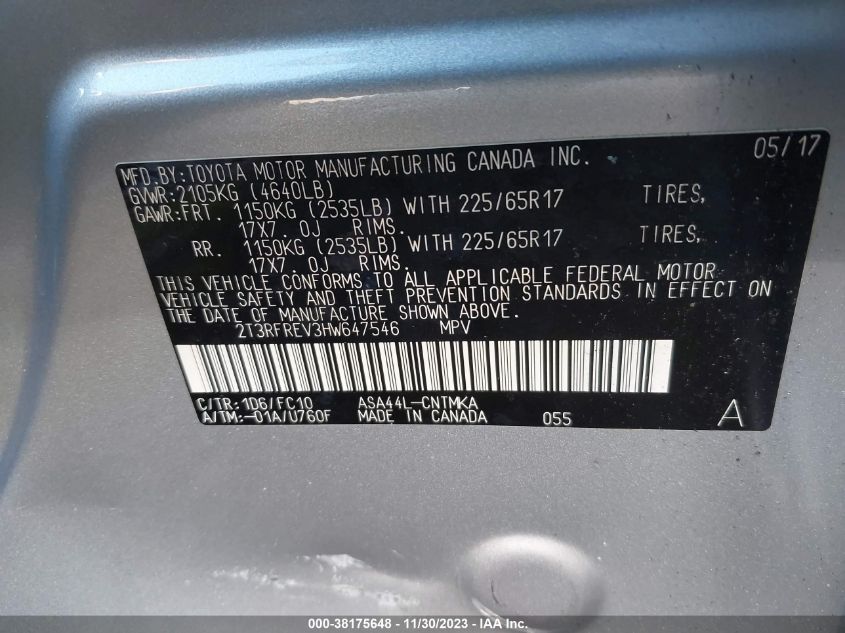 MFD.BY:TOYOTA MOTOR MANUFACTURING CANADA INC. 05/17
GVWR:2105KG (4640LB)
GAWR:FRT. 1150KG (2535LB) WITH 225/65R17 TIRES,
17X7. 0J RIMS.
RR. 1150KG (2535LB) WITH 225/65R17 TIRES,
17X7. 0J RIMS.
THIS VEHICLE CONFORMS TO ALL APPLICABLE FEDERAL MOTOR
VEHICLE SAFETY AND THEFT PREVENTION STANDARDS IN EFFECT ON
THE DATE OF MANUFACTURE SHOWN ABOVE.
2T3RFREV3HW647546 MPV
C/TR:1D6/FC10 ASA44L-CNTMKA
A/TM:-01A/U760F MADE IN CANADA 055 A
000-38175648 - 11/30/2023 - IAA Inc.